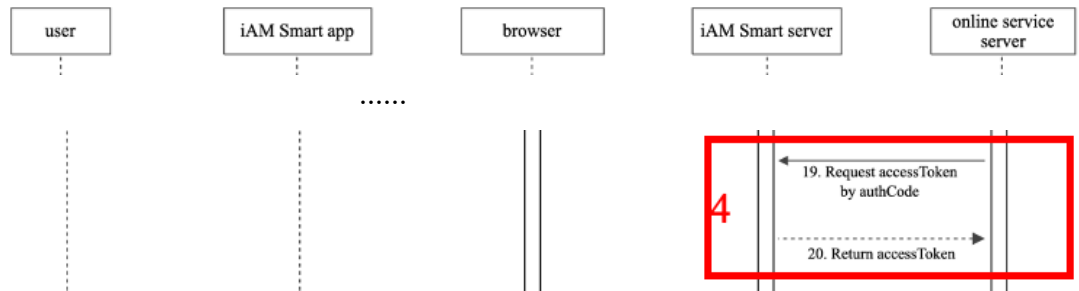 user
iAM Smart app
browser
iAM Smart server
online service
server
......
19. Request accessToken
by authCode
4
20. Return accessToken